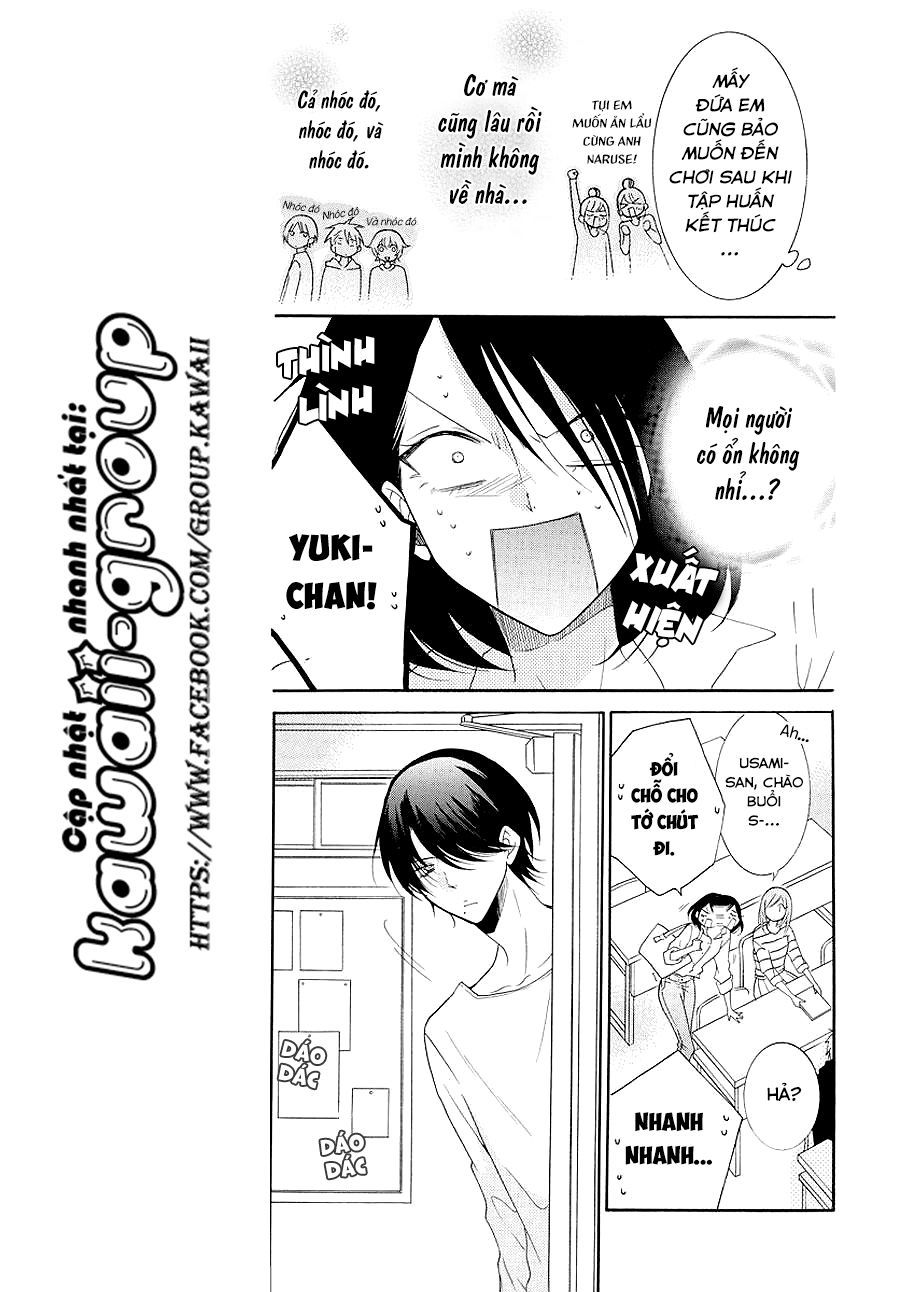 MẤY
ĐỨA EM
CŨNG BẢO
MUỐN ĐẾN
CHƠI SAU KHI
TẬP HUẤN
KẾT THÚC
...
TỤI EM
MUỐN ĂN LẨU
CÙNG ANH
NARUSE!
Cơ mà
cũng lâu rồi
mình không
về nhà...
Cả nhóc đó,
nhóc đó, và
nhóc đó.
Nhóc đó
Nhóc đó
Và nhóc đó
Mọi người
có ổn không
nhỉ...?
XUẤT
HIỆN
THÌNH
LÌNH
YUKI-
CHAN!
Ah...
USAMI-
SAN, CHÀO
BUỔI
S-...
ĐỔI
CHỖ CHO
TỚ CHÚT
ĐI.
HẢ?
NHANH
NHANH...
DÁO
DÁC
DÁO
DÁC
Cập nhật nhanh nhất tại:
kawaii-group
HTTPS://WWW.FACEBOOK.COM/GROUP.KAWAII